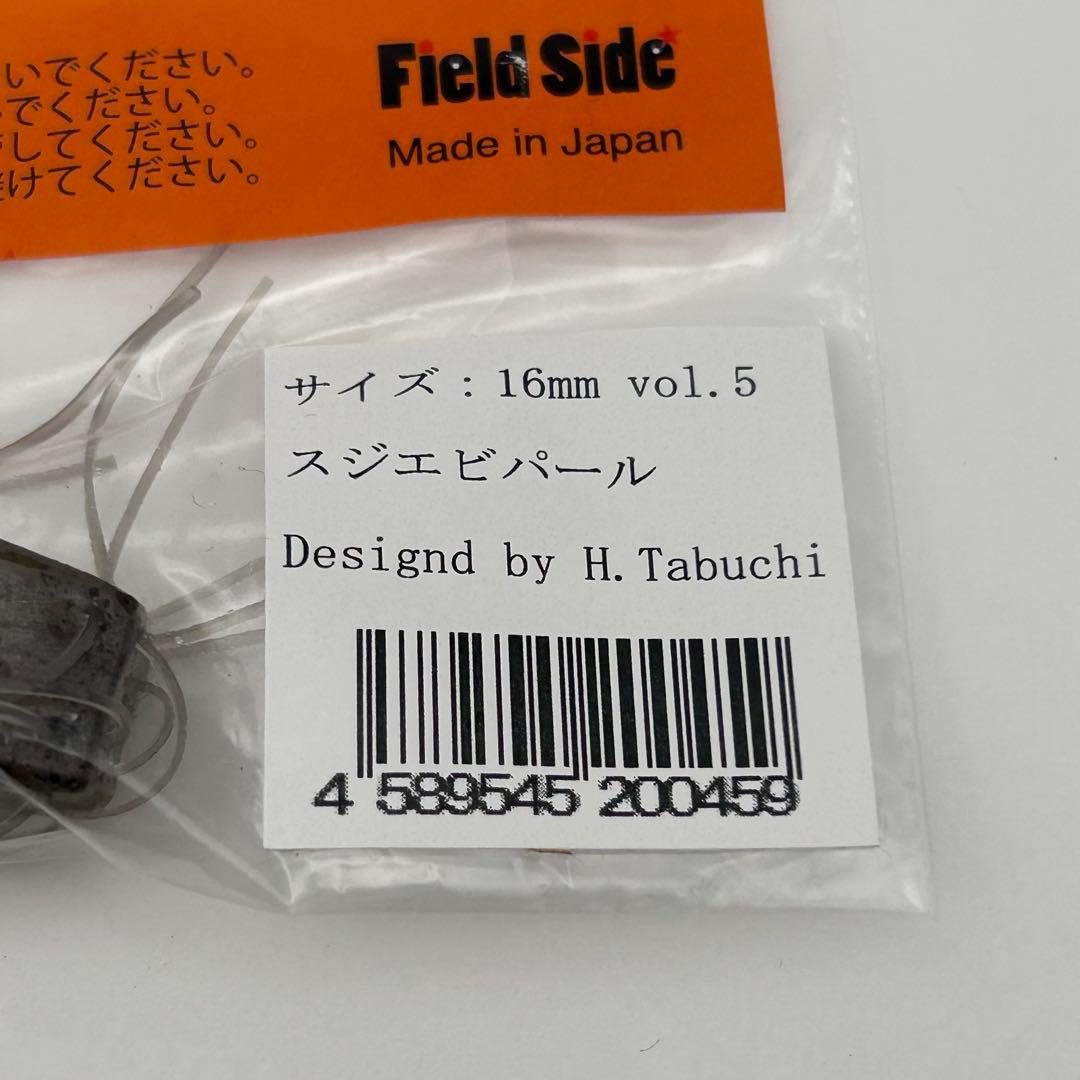 いでください。
でください。
してください。
けてください。
Field Side
Made in Japan
サイズ：16mm vol.5
スジエビパール
Designd by H.Tabuchi
4 589545 200459